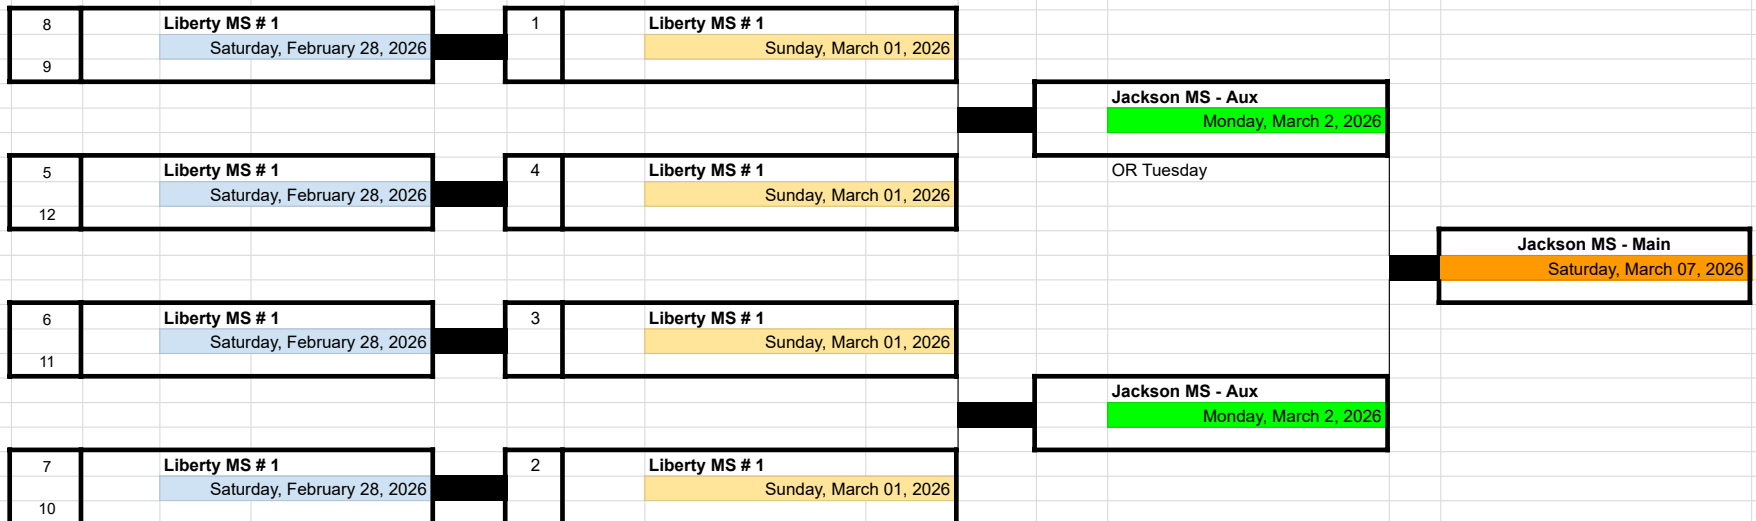 8 Liberty MS # 1 1 Liberty MS # 1
Saturday, February 28, 2026 Sunday, March 01, 2026
9
Jackson MS - Aux
Monday, March 2, 2026
5 Liberty MS # 1 4 Liberty MS # 1 OR Tuesday
Saturday, February 28, 2026 Sunday, March 01, 2026
12
Jackson MS - Main
Saturday, March 07, 2026
6 Liberty MS # 1 3 Liberty MS # 1
Saturday, February 28, 2026 Sunday, March 01, 2026
11
Jackson MS - Aux
Monday, March 2, 2026
7 Liberty MS # 1 2 Liberty MS # 1
Saturday, February 28, 2026 Sunday, March 01, 2026
10